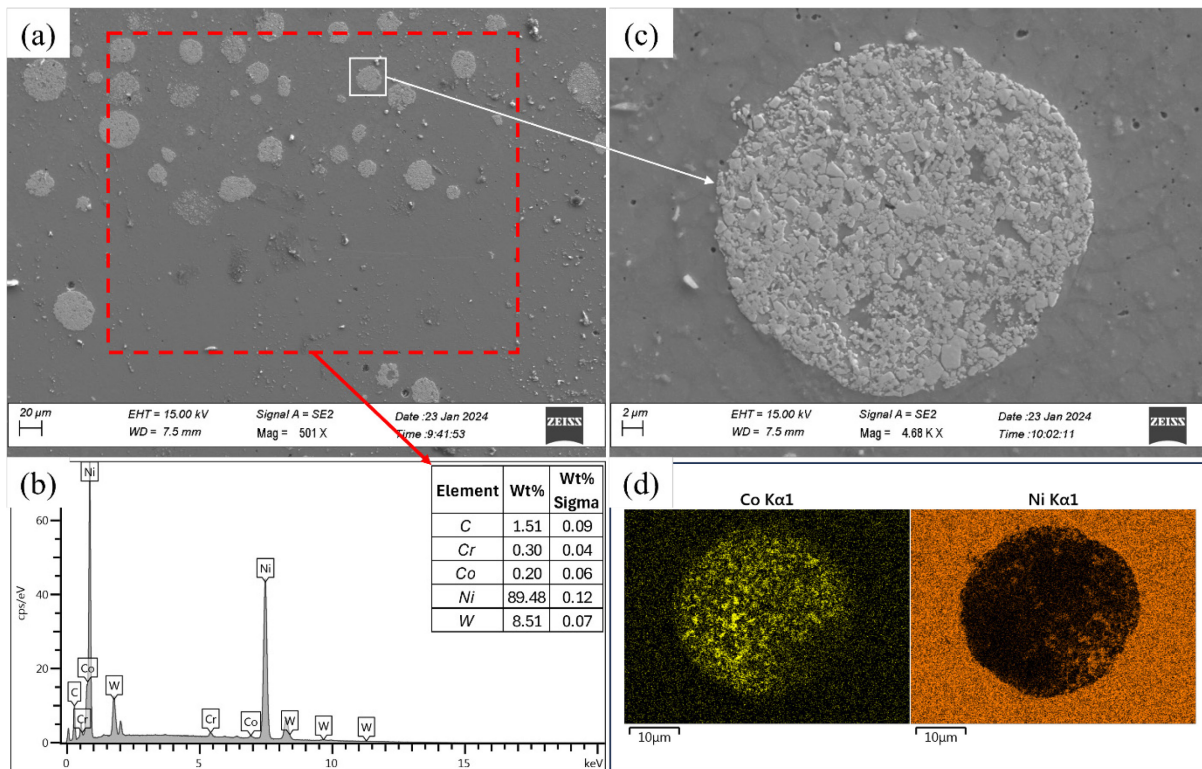 (a)
20 µm
EHT = 15.00 kV
WD = 7.5 mm
Signal A = SE2
Mag = 501 X
Date :23 Jan 2024
Time :9:41:53
ZEISS
(c)
2 µm
EHT = 15.00 kV
WD = 7.5 mm
Signal A = SE2
Mag = 4.68 K X
Date :23 Jan 2024
Time :10:02:11
ZEISS
(b)
cps/eV
60
40
20
0
Ni
Co
C
Cr
W
Cr
Co
Ni
W
W
W
0
5
10
15
keV
Element Wt% Wt% Sigma
C 1.51 0.09
Cr 0.30 0.04
Co 0.20 0.06
Ni 89.48 0.12
W 8.51 0.07
(d)
Co Kα1
10µm
Ni Kα1
10µm